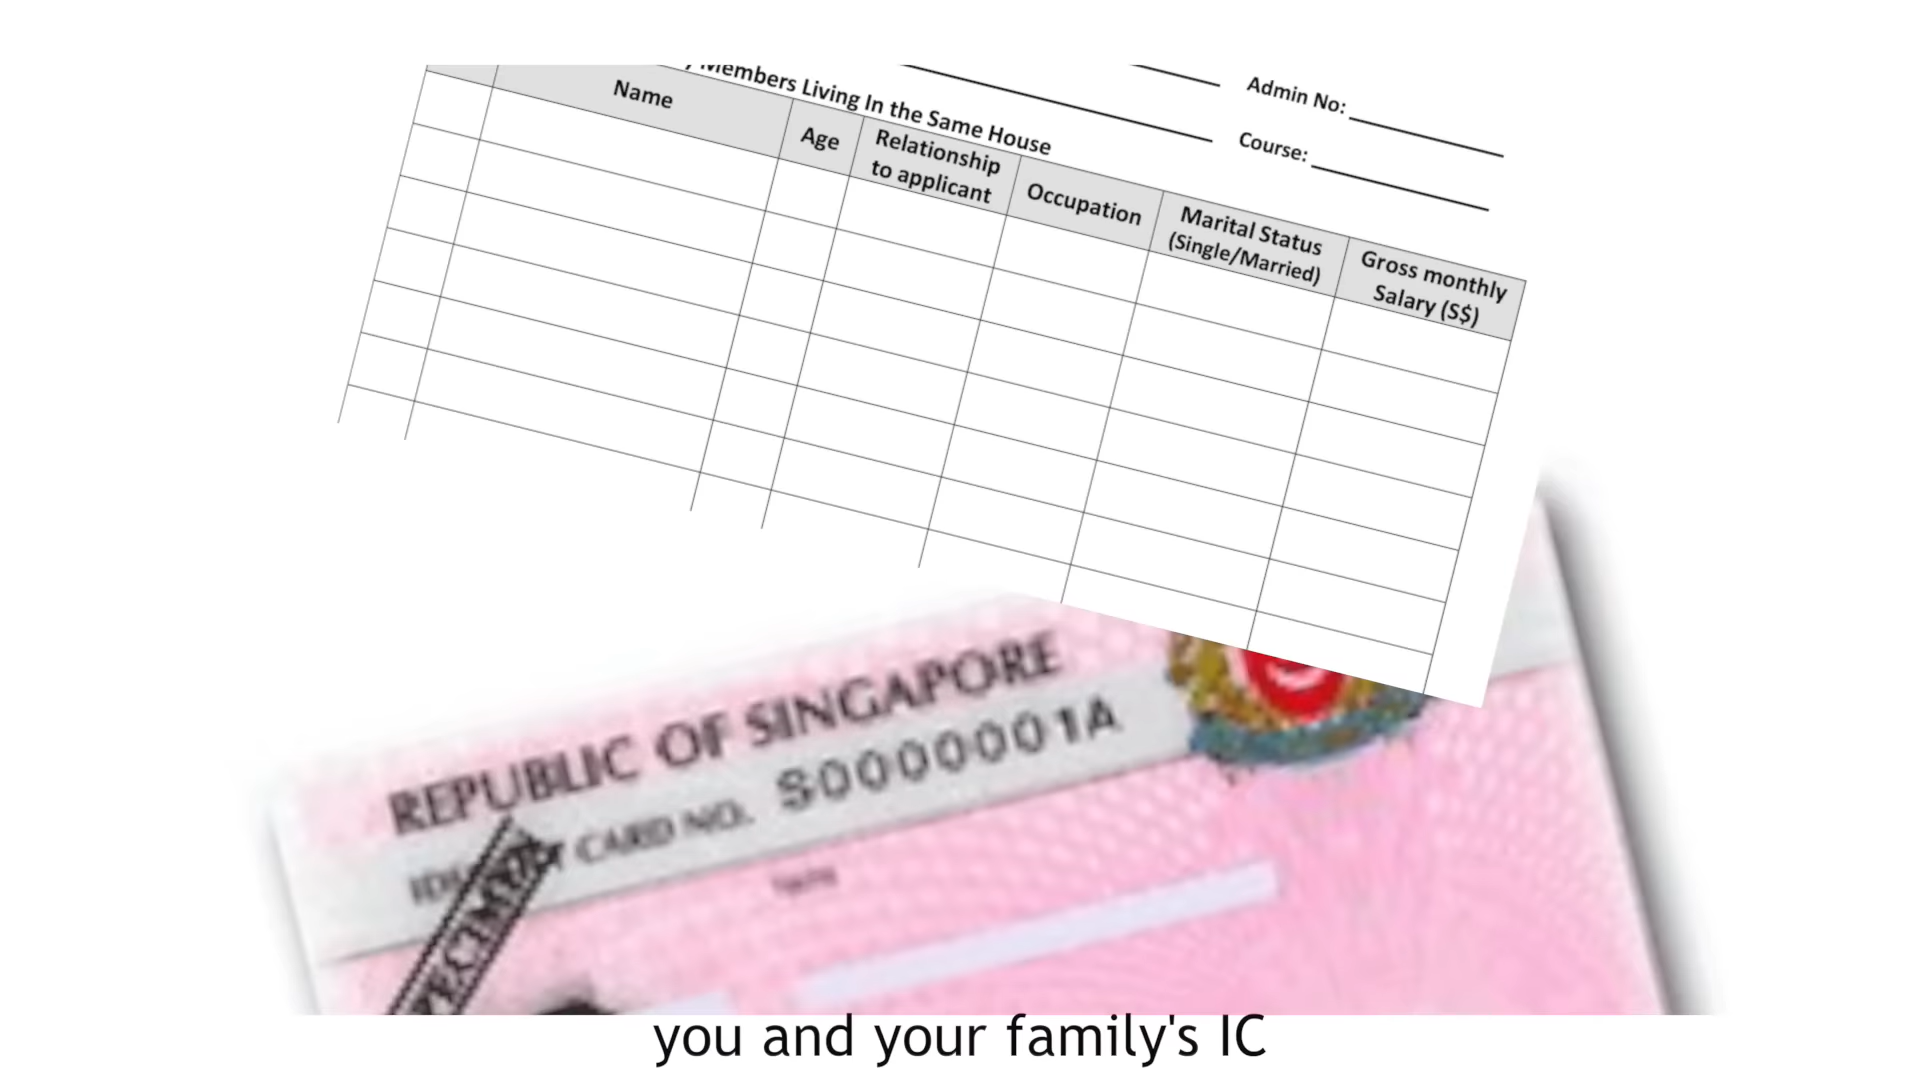 Admin No:
Course:
Members Living In the Same House
Name
Age
Relationship
to applicant
Occupation
Marital Status
(Single/Married)
Gross monthly
Salary (S$)
REPUBLIC OF SINGAPORE
CARD NO. S0000001A
Name
you and your family's IC